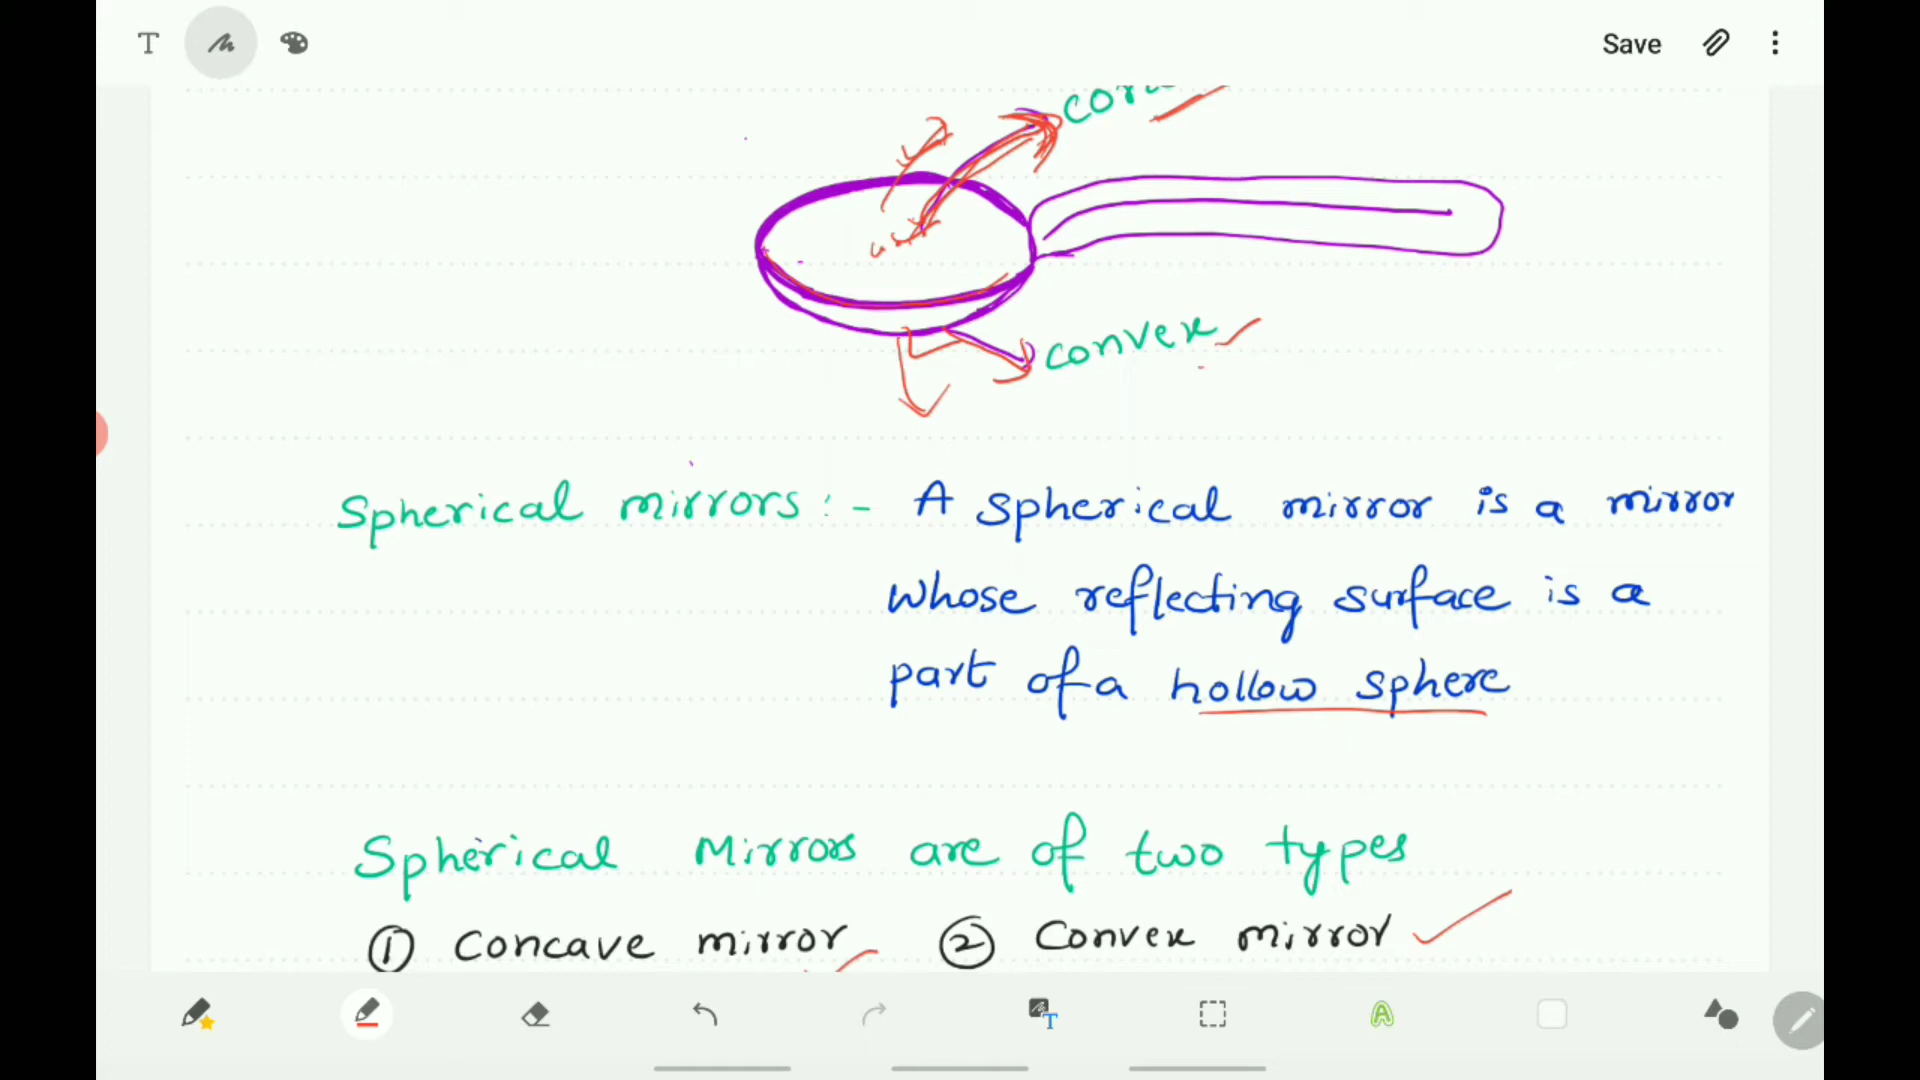 Save
convex
Spherical mirrors :- A spherical mirror is a mirror
whose reflecting surface is a
part of a hollow sphere
Spherical Mirrors are of two types
① Concave mirror ② Convex mirror